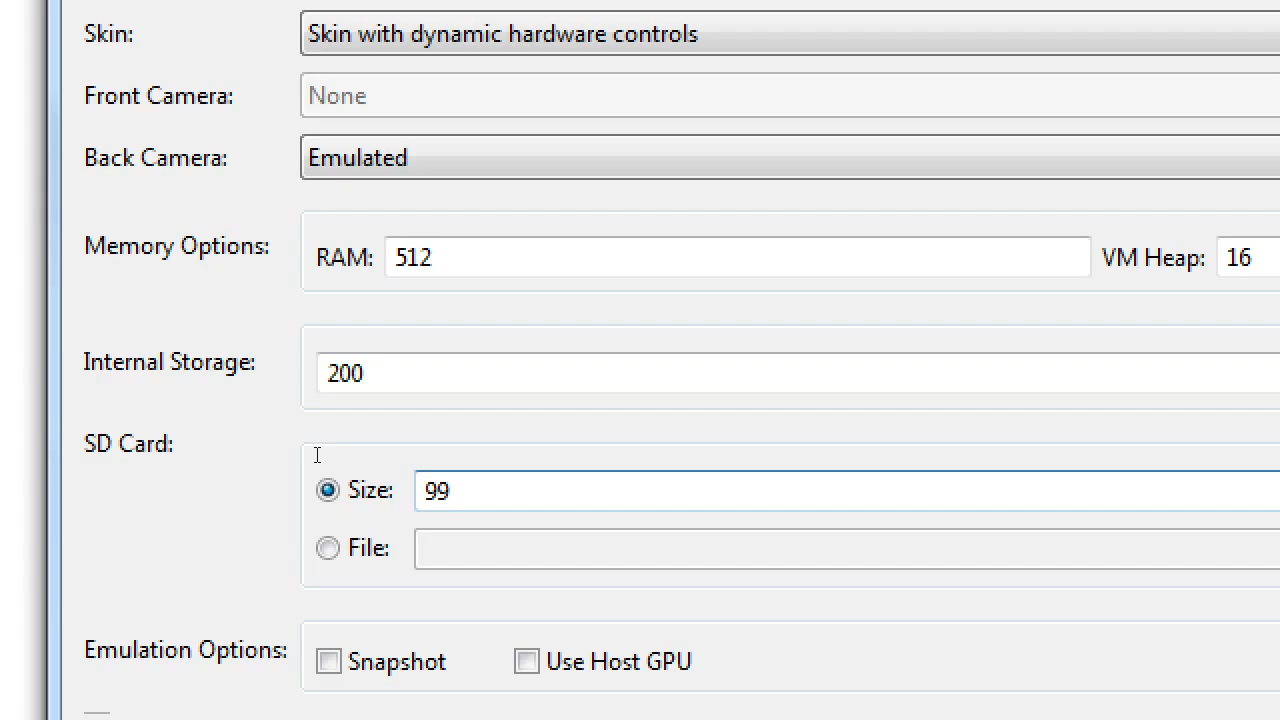 Skin: Skin with dynamic hardware controls
Front Camera: None
Back Camera: Emulated
Memory Options: RAM: 512 VM Heap: 16
Internal Storage: 200
SD Card:
Size: 99
File:
Emulation Options: Snapshot Use Host GPU